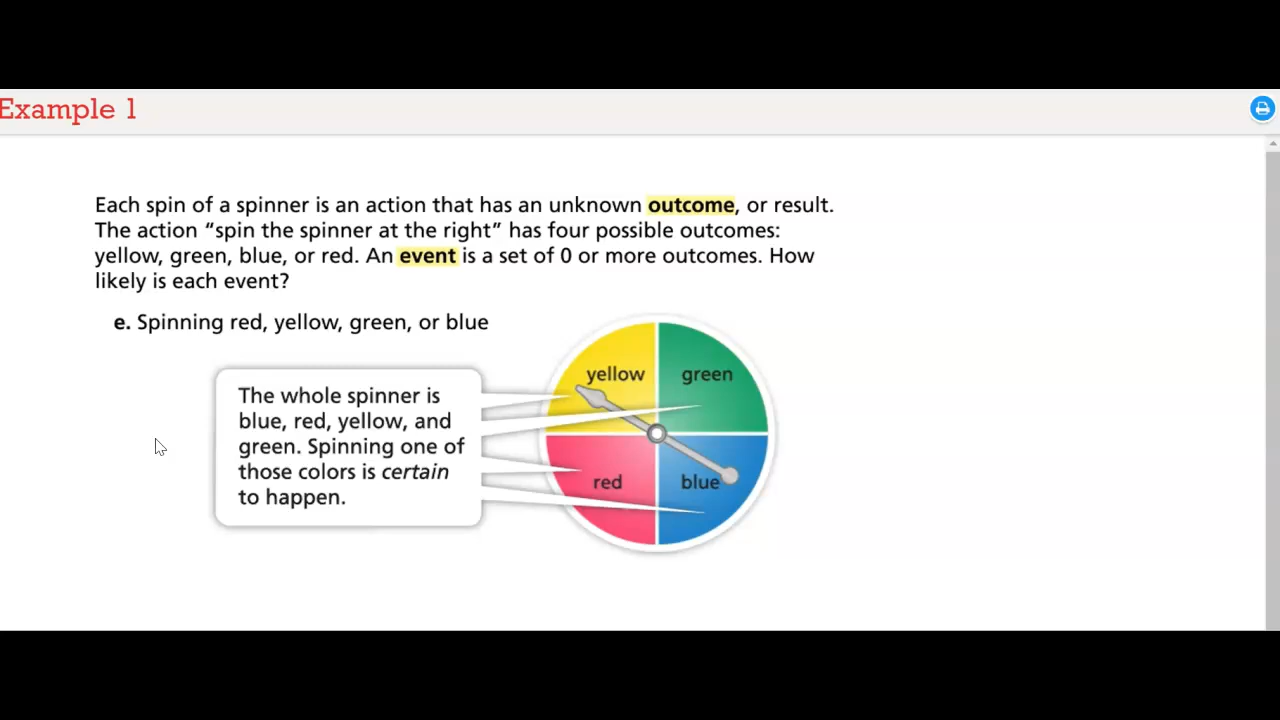 Example 1
Each spin of a spinner is an action that has an unknown outcome, or result.
The action “spin the spinner at the right” has four possible outcomes:
yellow, green, blue, or red. An event is a set of 0 or more outcomes. How
likely is each event?
e. Spinning red, yellow, green, or blue
The whole spinner is
blue, red, yellow, and
green. Spinning one of
those colors is certain
to happen.
yellow
green
red
blue